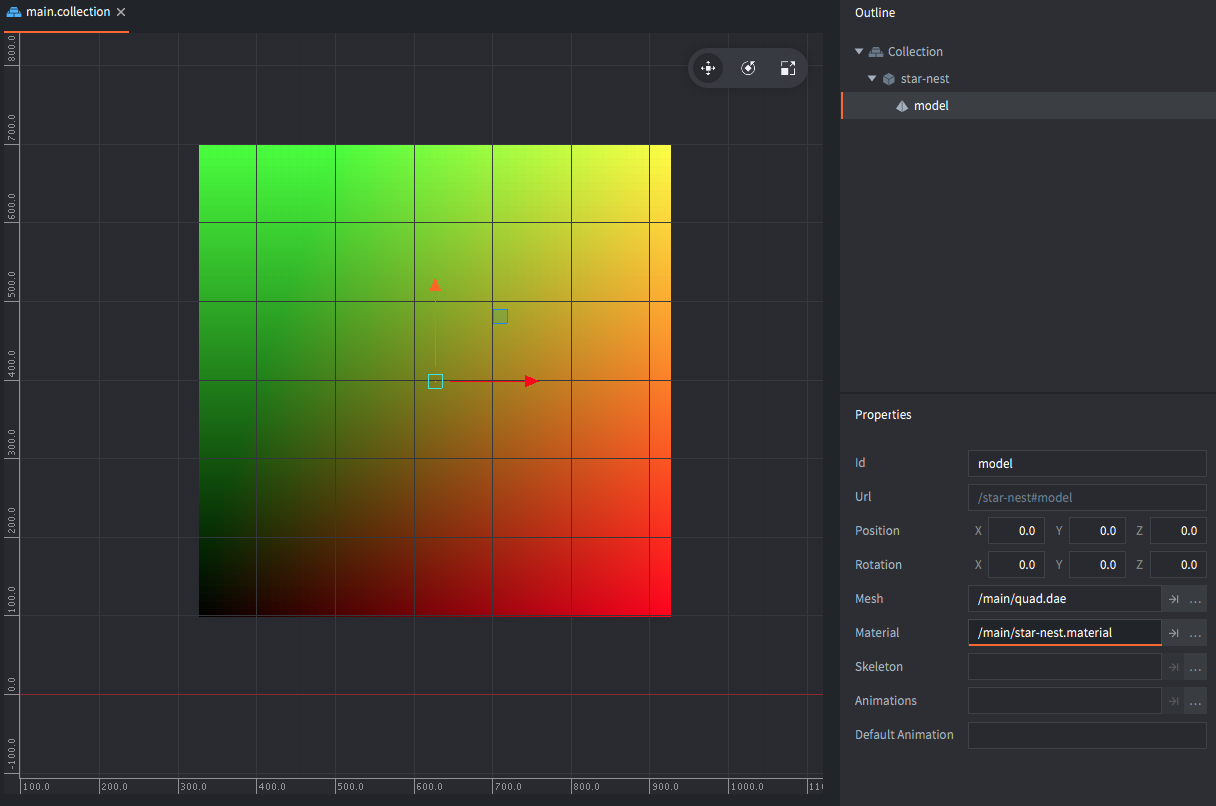 main.collection
800.0
700.0
600.0
500.0
400.0
300.0
200.0
100.0
0.0
-100.0
100.0
200.0
300.0
400.0
500.0
600.0
700.0
800.0
900.0
1000.0
11
Outline
Collection
star-nest
model
Properties
Id model
Url /star-nest#model
Position X 0.0 Y 0.0 Z 0.0
Rotation X 0.0 Y 0.0 Z 0.0
Mesh /main/quad.dae ...
Material /main/star-nest.material ...
Skeleton ...
Animations ...
Default Animation